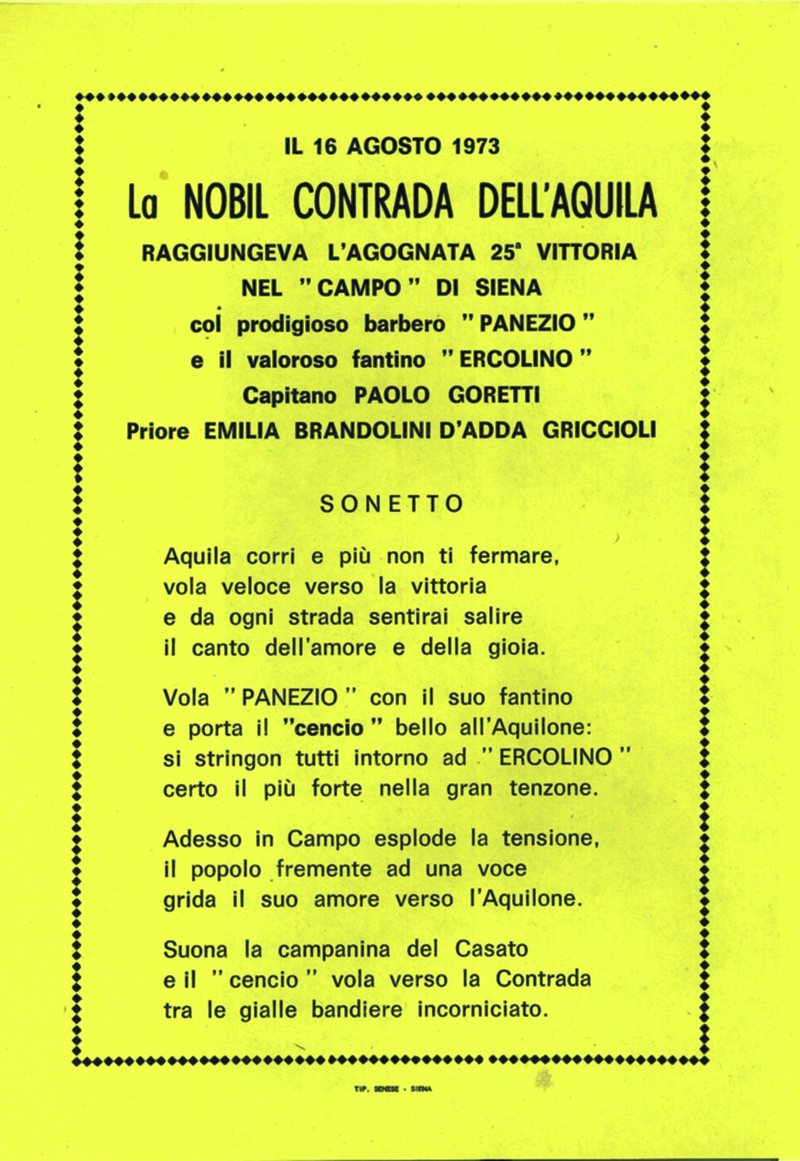 IL 16 AGOSTO 1973
La NOBIL CONTRADA DELL'AQUILA
RAGGIUNGEVA L'AGOGNATA 25ª VITTORIA
NEL "CAMPO" DI SIENA
col prodigioso barbero "PANEZIO"
e il valoroso fantino "ERCOLINO"
Capitano PAOLO GORETTI
Priore EMILIA BRANDOLINI D'ADDA GRICCIOLI
SONETTO
Aquila corri e più non ti fermare,
vola veloce verso la vittoria
e da ogni strada sentirai salire
il canto dell'amore e della gioia.
Vola "PANEZIO" con il suo fantino
e porta il "cencio" bello all'Aquilone:
si stringon tutti intorno ad "ERCOLINO"
certo il più forte nella gran tenzone.
Adesso in Campo esplode la tensione,
il popolo fremente ad una voce
grida il suo amore verso l'Aquilone.
Suona la campanina del Casato
e il "cencio" vola verso la Contrada
tra le gialle bandiere incorniciato.
TIP. SENESE - SIENA